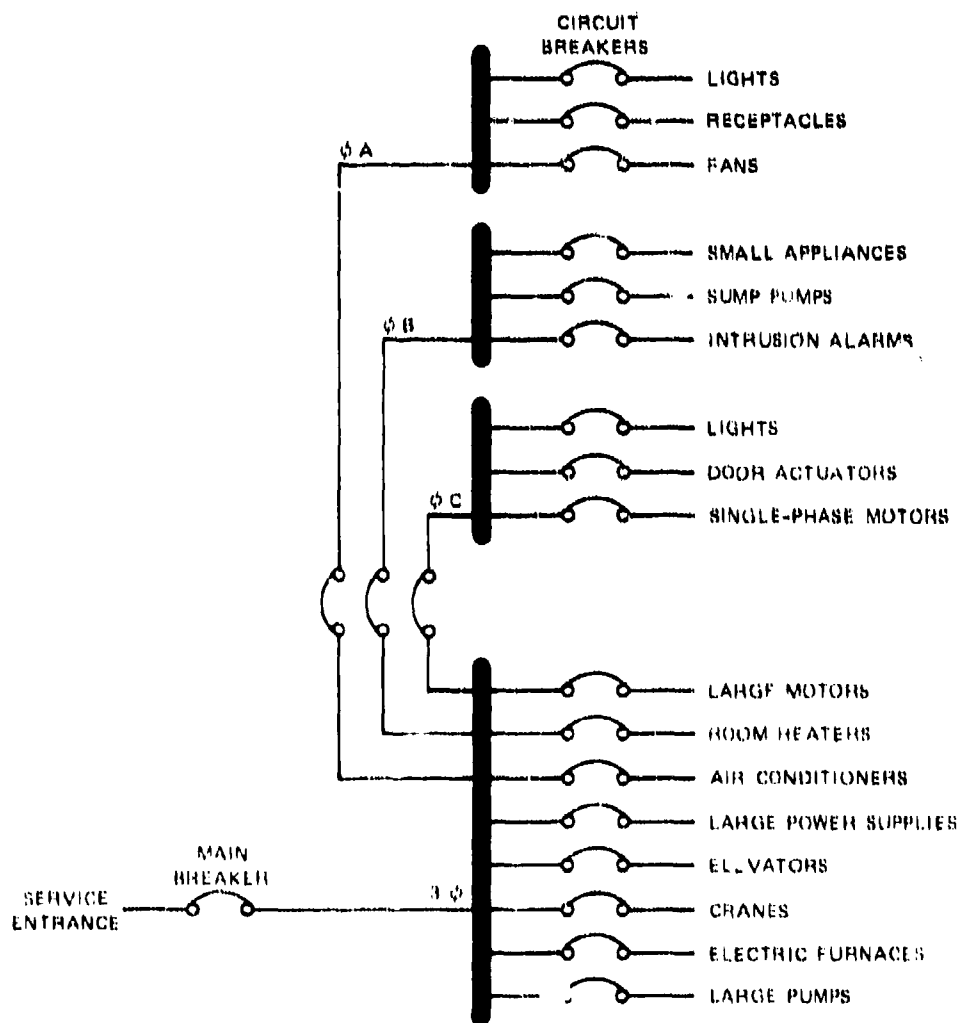 CIRCUIT
BREAKERS
LIGHTS
RECEPTACLES
FANS
φ A
SMALL APPLIANCES
SUMP PUMPS
INTRUSION ALARMS
φ B
LIGHTS
DOOR ACTUATORS
SINGLE-PHASE MOTORS
φ C
LARGE MOTORS
ROOM HEATERS
AIR CONDITIONERS
LARGE POWER SUPPLIES
ELEVATORS
MAIN
BREAKER
SERVICE
ENTRANCE
3 φ
CRANES
ELECTRIC FURNACES
LARGE PUMPS